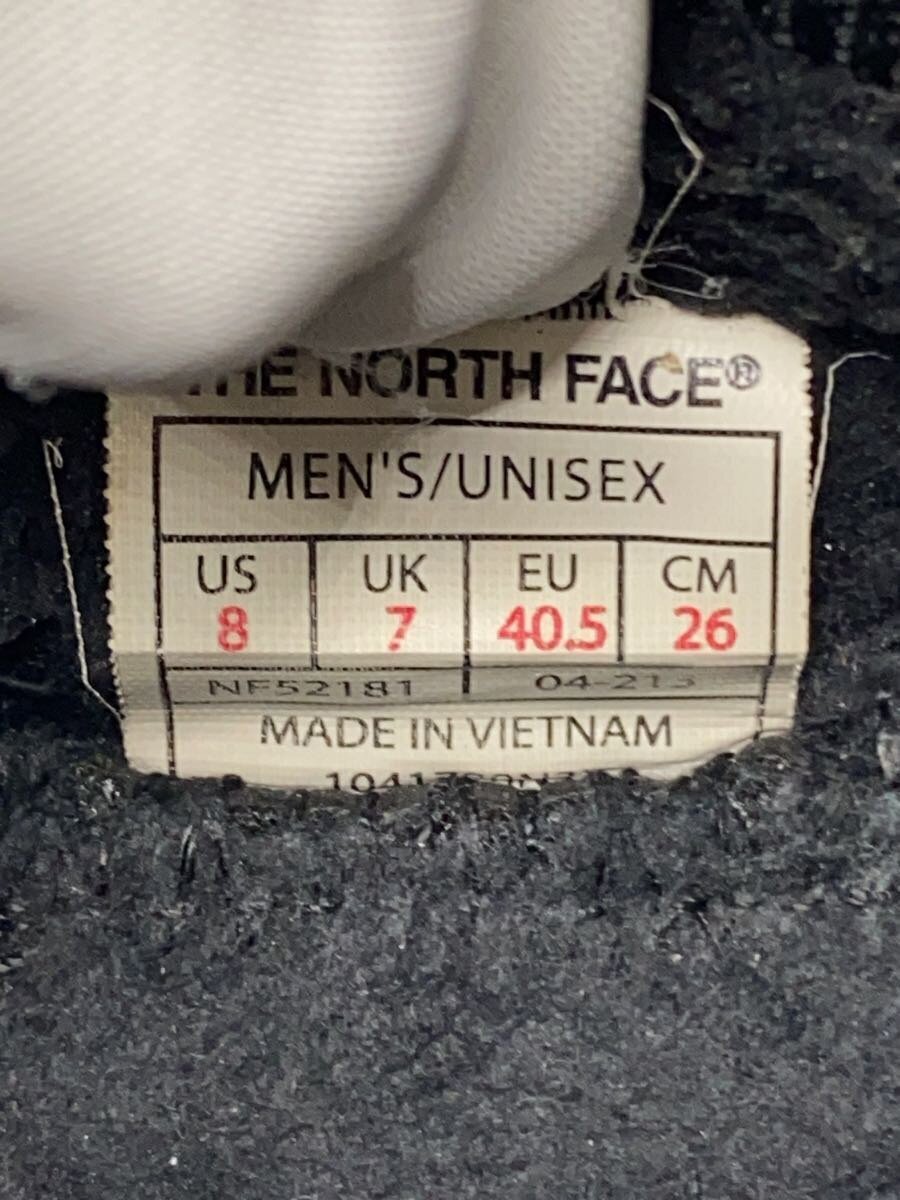 THE NORTH FACE®
MEN'S/UNISEX
US UK EU CM
8 7 40.5 26
NF52181
MADE IN VIETNAM